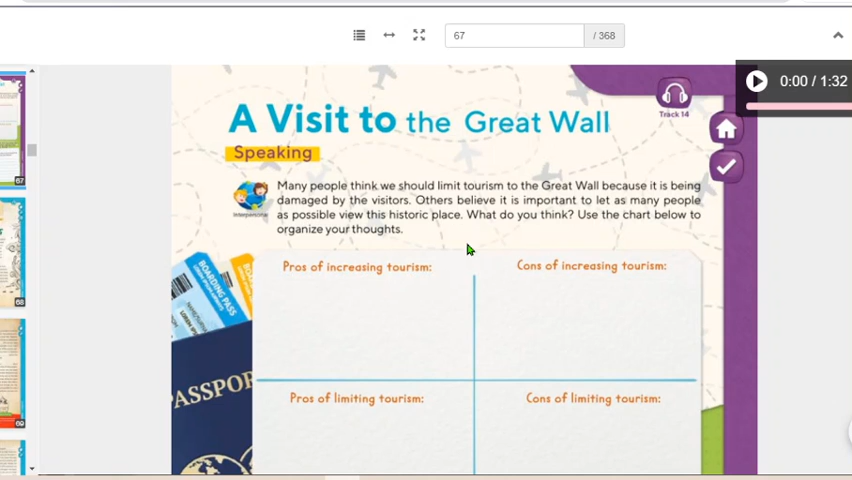 67 / 368
0:00 / 1:32
Track 14
A Visit to the Great Wall
Speaking
Interpersonal
Many people think we should limit tourism to the Great Wall because it is being
damaged by the visitors. Others believe it is important to let as many people
as possible view this historic place. What do you think? Use the chart below to
organize your thoughts.
Pros of increasing tourism:
Cons of increasing tourism:
BOARDING PASS
PASSPOR
Pros of limiting tourism:
Cons of limiting tourism:
67
68
69